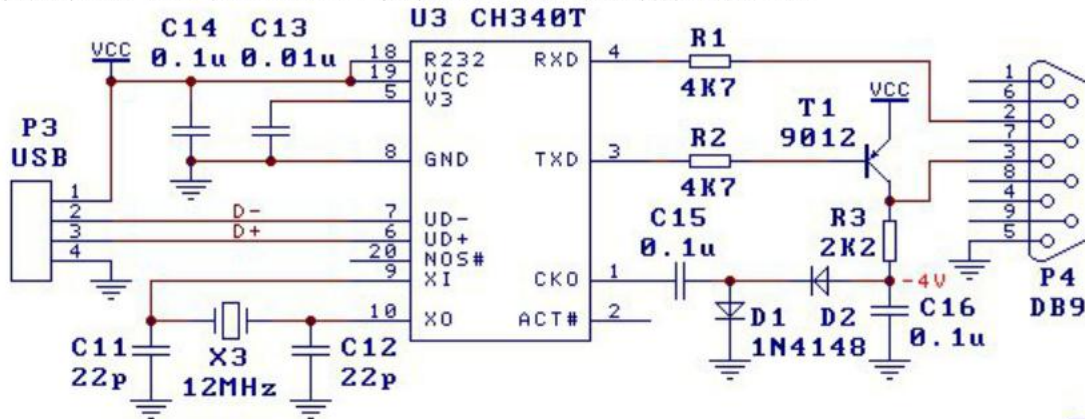 U3 CH340T
C14 C13
0.1u 0.01u
VCC
18 R232
19 VCC
5 V3
8 GND
7 UD-
6 UD+
20 NOS#
9 XI
10 XO
RXD 4
TXD 3
CKO 1
ACT# 2
P3
USB
1
2
3
4
D-
D+
C11
22p
X3
12MHz
C12
22p
R1
4K7
R2
4K7
T1
9012
VCC
C15
0.1u
R3
2K2
-4V
D1
1N4148
D2
C16
0.1u
1
6
2
7
3
8
4
9
5
P4
DB9